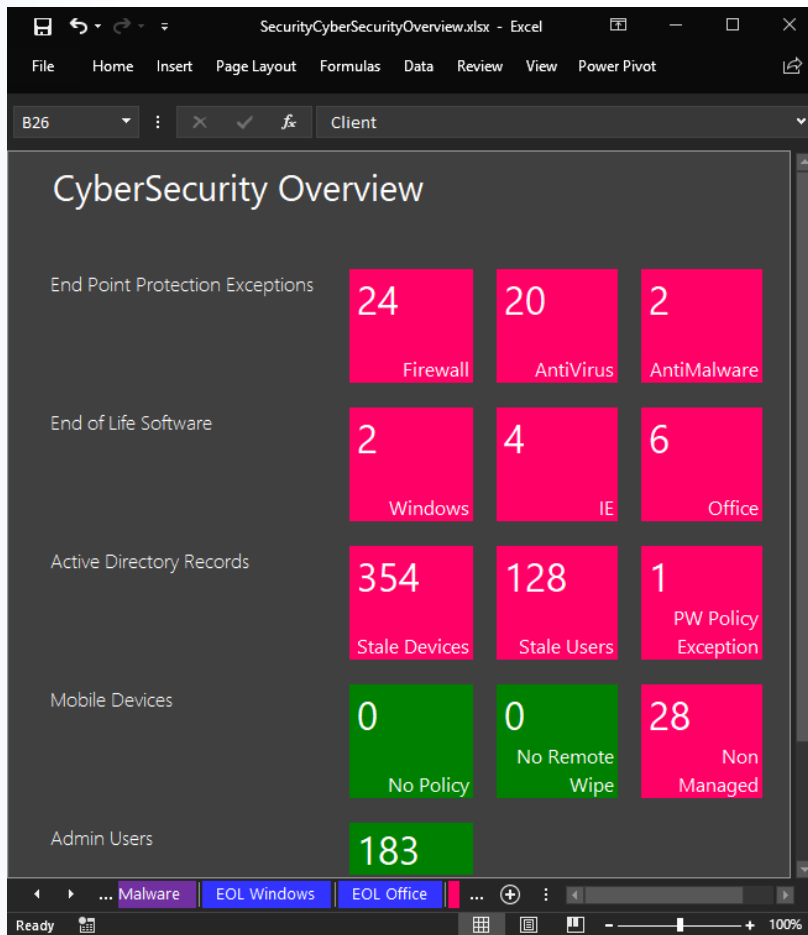 SecurityCyberSecurityOverview.xlsx - Excel
File Home Insert Page Layout Formulas Data Review View Power Pivot
B26 fx Client
CyberSecurity Overview
End Point Protection Exceptions
24
Firewall
20
AntiVirus
2
AntiMalware
End of Life Software
2
Windows
4
IE
6
Office
Active Directory Records
354
Stale Devices
128
Stale Users
1
PW Policy
Exception
Mobile Devices
0
No Policy
0
No Remote
Wipe
28
Non
Managed
Admin Users
183
... Malware EOL Windows EOL Office ...
Ready 100%